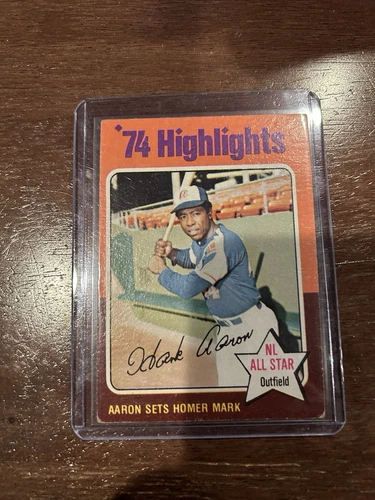 '74 Highlights
Hank Aaron
NL
ALL STAR
Outfield
AARON SETS HOMER MARK